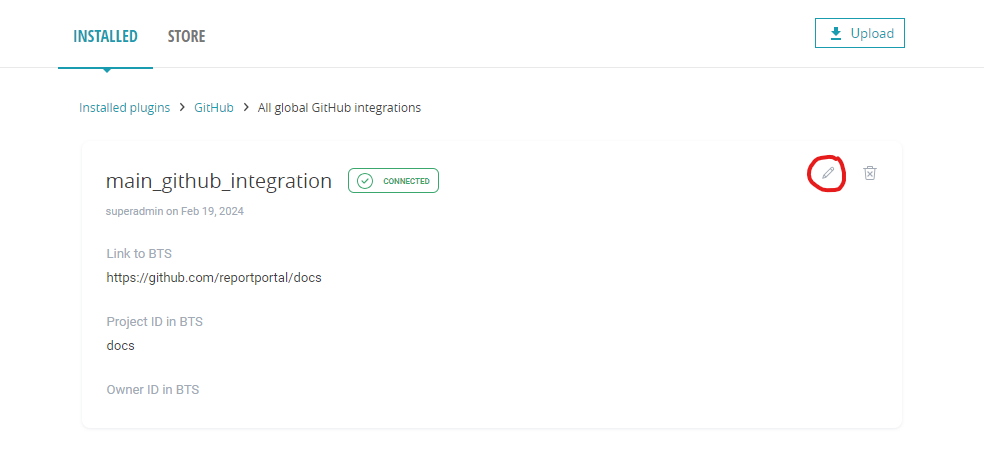 INSTALLED STORE Upload
Installed plugins > GitHub > All global GitHub integrations
main_github_integration CONNECTED
superadmin on Feb 19, 2024
Link to BTS
https://github.com/reportportal/docs
Project ID in BTS
docs
Owner ID in BTS